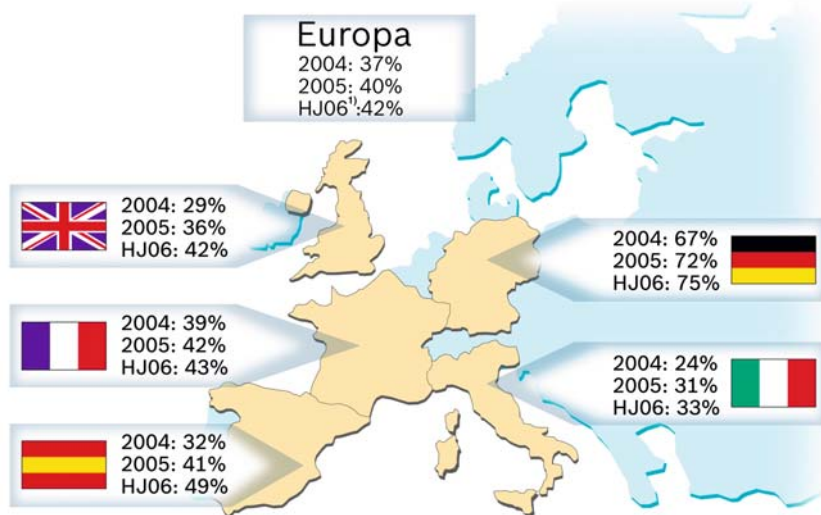 Europa
2004: 37%
2005: 40%
HJ06¹⁾:42%
2004: 29%
2005: 36%
HJ06: 42%
2004: 67%
2005: 72%
HJ06: 75%
2004: 39%
2005: 42%
HJ06: 43%
2004: 24%
2005: 31%
HJ06: 33%
2004: 32%
2005: 41%
HJ06: 49%